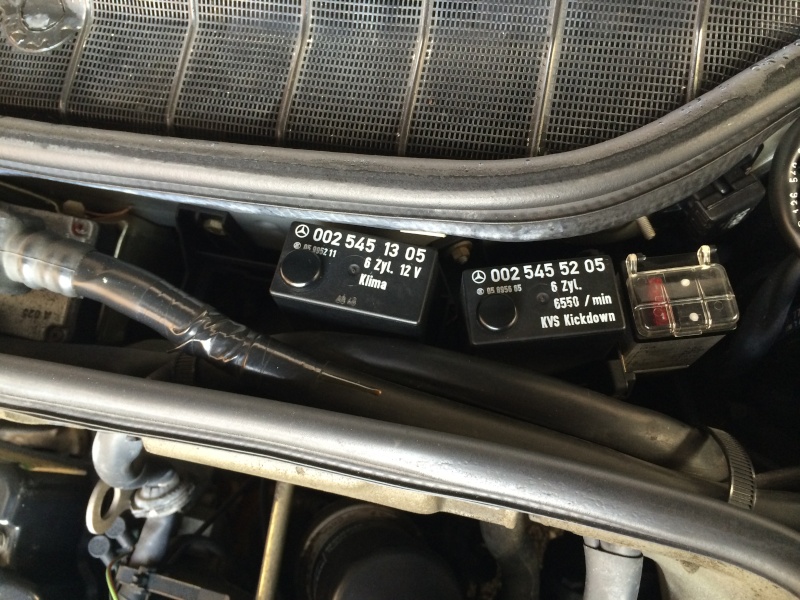 002 545 13 05
6 Zyl. 12 V
Klima
002 545 52 05
6 Zyl.
6550 / min
KVS Kickdown